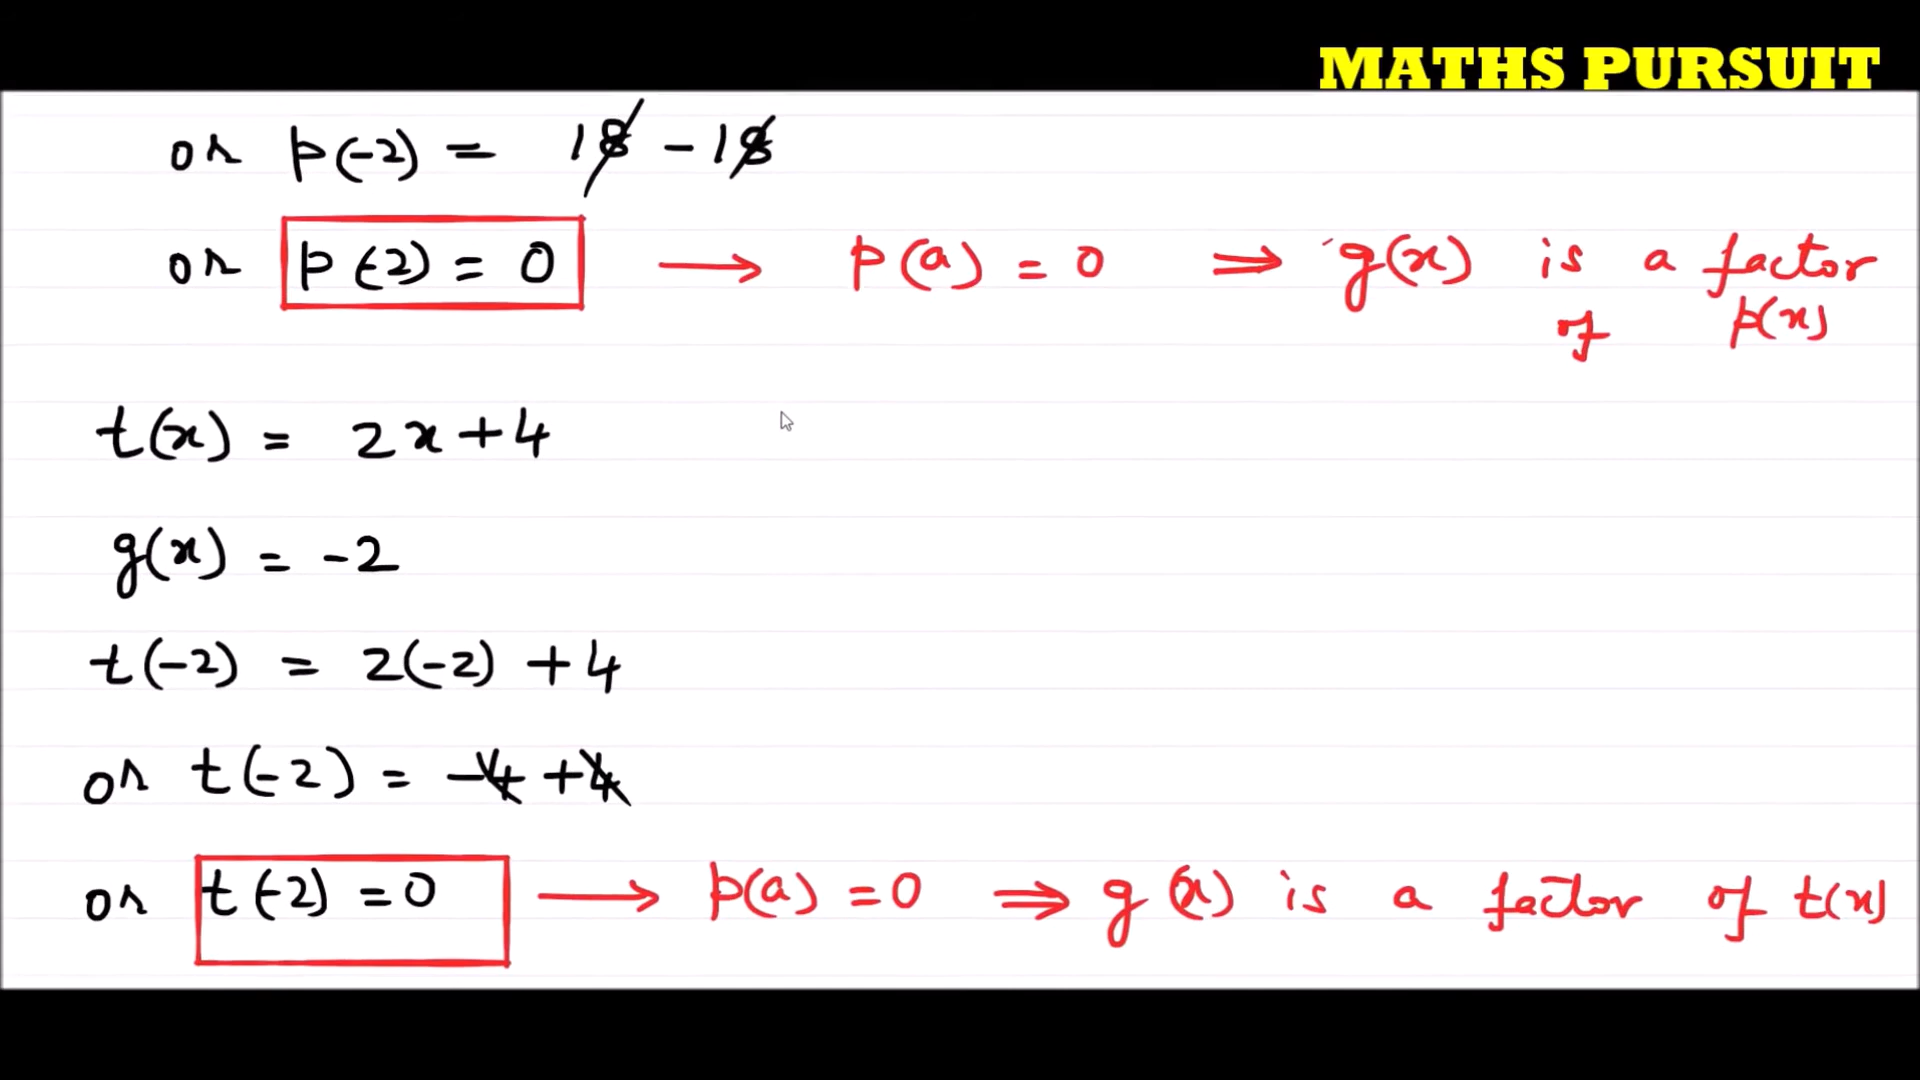 MATHS PURSUIT
or p(-2) = 18 - 18
or p(-2) = 0 → p(a) = 0 ⇒ g(x) is a factor
of p(x)
t(x) = 2x+4
g(x) = -2
t(-2) = 2(-2) + 4
or t(-2) = -4 +4
or t(-2) = 0 → p(a) = 0 ⇒ g(x) is a factor of t(x)